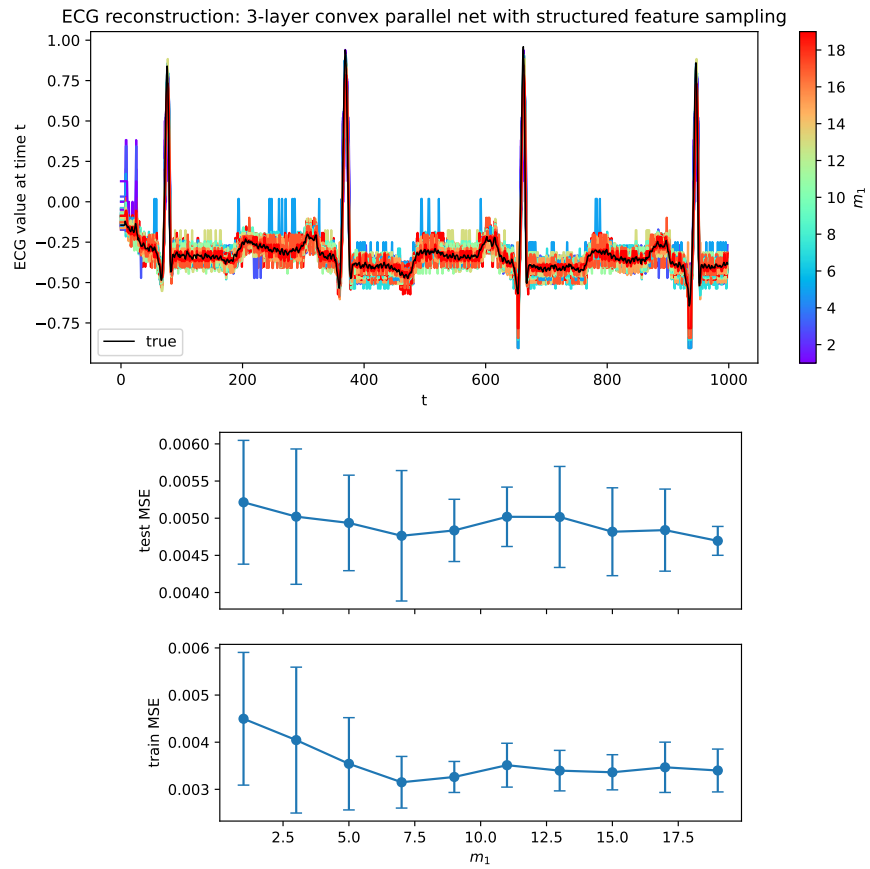 ECG reconstruction: 3-layer convex parallel net with structured feature sampling
1.00
0.75
0.50
0.25
0.00
−0.25
−0.50
−0.75
ECG value at time t
true
0 200 400 600 800 1000
t
18
16
14
12
10
8
6
4
2
m₁
0.0060
0.0055
0.0050
0.0045
0.0040
test MSE
0.006
0.005
0.004
0.003
train MSE
2.5 5.0 7.5 10.0 12.5 15.0 17.5
m₁